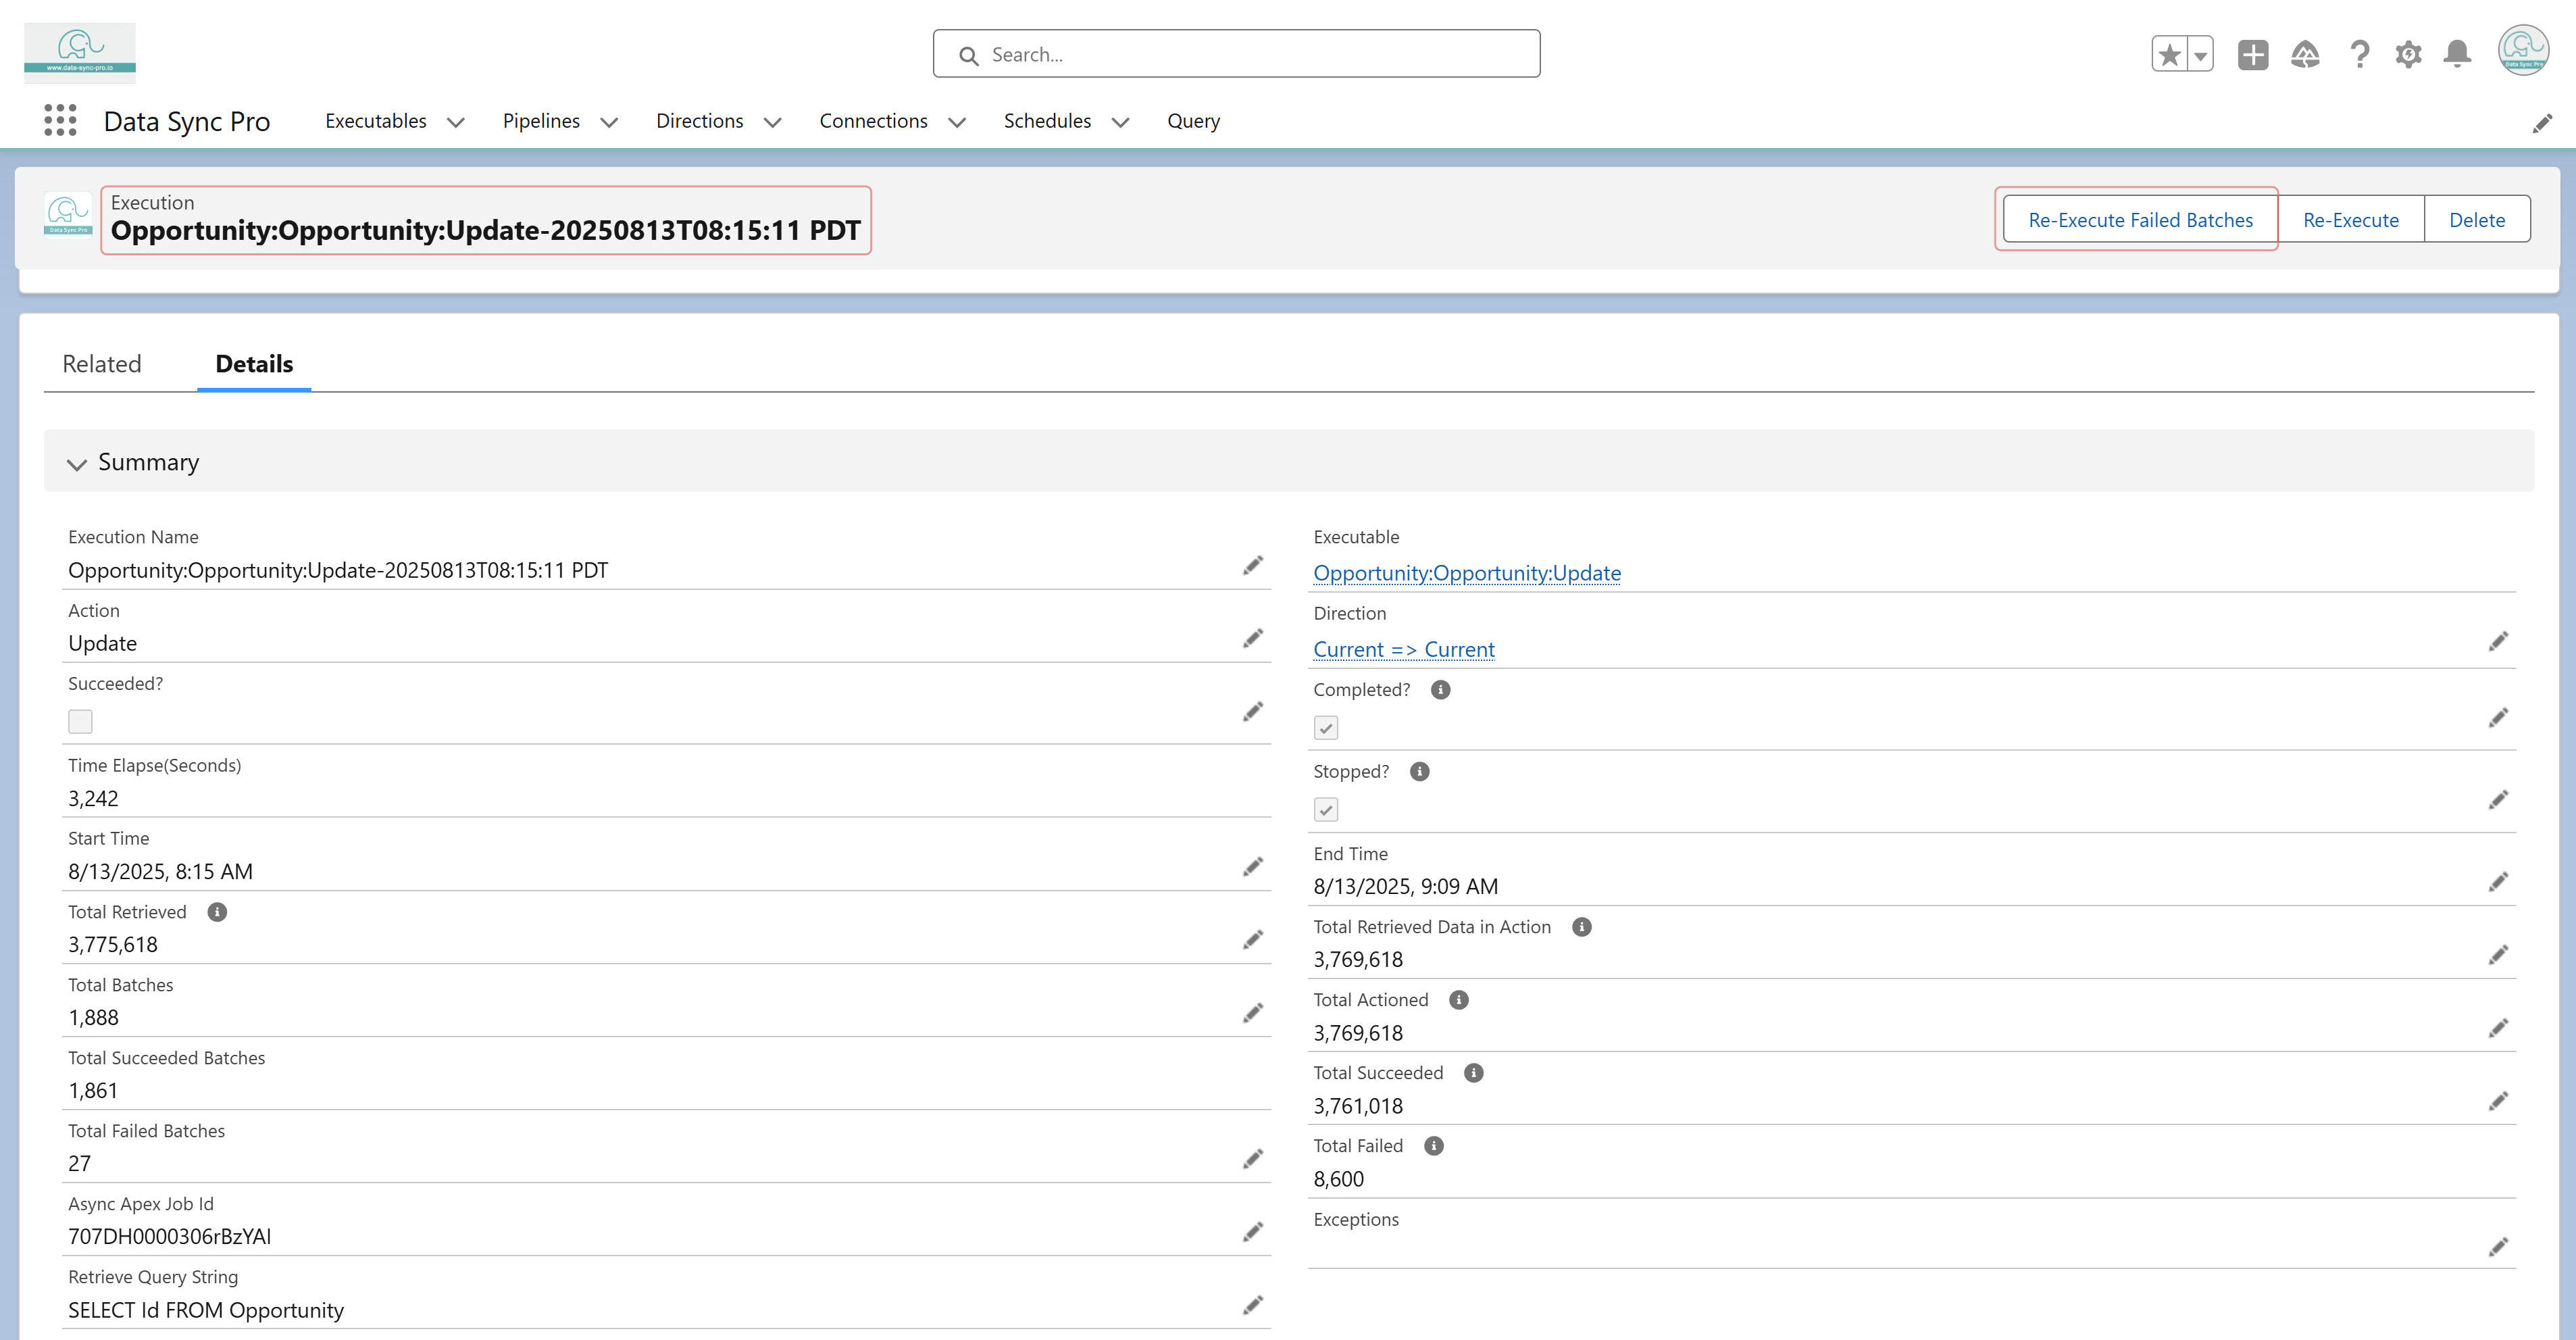 www.data-sync-pro.io
Search...
Data Sync Pro
Data Sync Pro
Executables
Pipelines
Directions
Connections
Schedules
Query
Data Sync Pro
Execution
Opportunity:Opportunity:Update-20250813T08:15:11 PDT
Re-Execute Failed Batches
Re-Execute
Delete
Related
Details
Summary
Execution Name
Opportunity:Opportunity:Update-20250813T08:15:11 PDT
Executable
Opportunity:Opportunity:Update
Action
Update
Direction
Current => Current
Succeeded?
Completed?
Time Elapse(Seconds)
3,242
Stopped?
Start Time
8/13/2025, 8:15 AM
End Time
8/13/2025, 9:09 AM
Total Retrieved
3,775,618
Total Retrieved Data in Action
3,769,618
Total Batches
1,888
Total Actioned
3,769,618
Total Succeeded Batches
1,861
Total Succeeded
3,761,018
Total Failed Batches
27
Total Failed
8,600
Async Apex Job Id
707DH0000306rBzYAI
Exceptions
Retrieve Query String
SELECT Id FROM Opportunity